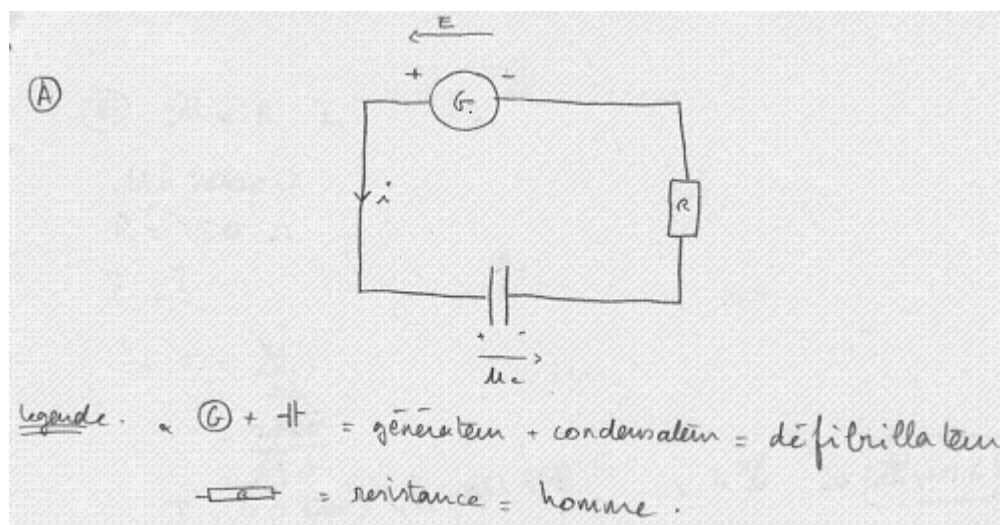 E
+ -
A
G
i
R
+ -
uc
Legende. G + ⊣⊢ = générateur + condensateur = défibrillateur
R = resistance = homme.